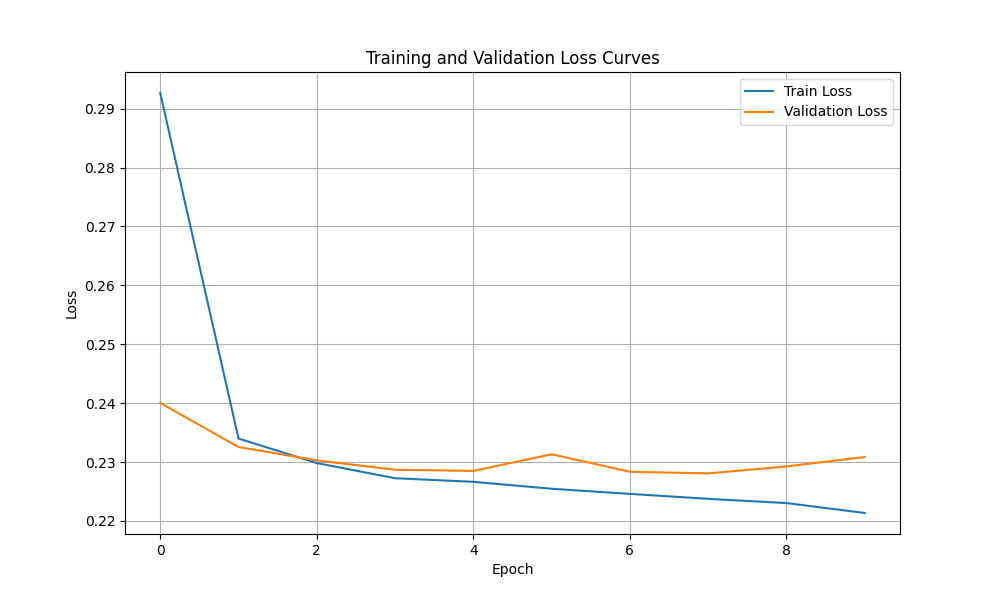 Training and Validation Loss Curves
Train Loss
Validation Loss
0.29
0.28
0.27
0.26
0.25
0.24
0.23
0.22
Loss
0 2 4 6 8
Epoch